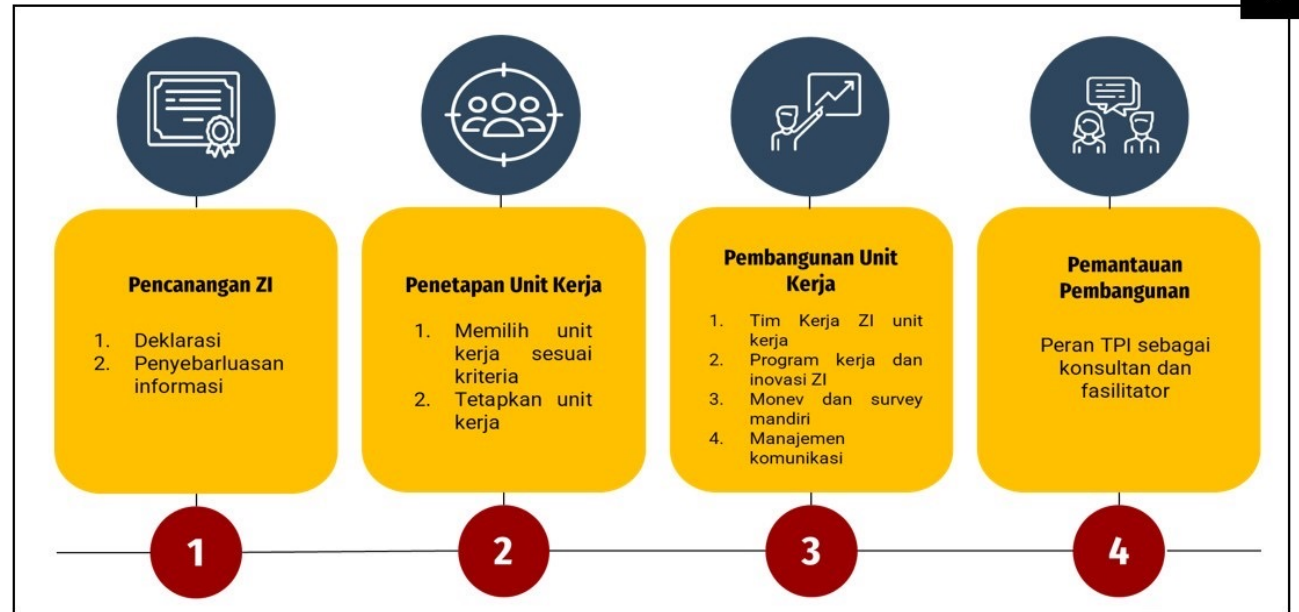 Pencanangan ZI
1. Deklarasi
2. Penyebarluasan
informasi
1
Penetapan Unit Kerja
1. Memilih unit
kerja sesuai
kriteria
2. Tetapkan unit
kerja
2
Pembangunan Unit
Kerja
1. Tim Kerja ZI unit
kerja
2. Program kerja dan
inovasi ZI
3. Monev dan survey
mandiri
4. Manajemen
komunikasi
3
Pemantauan
Pembangunan
Peran TPI sebagai
konsultan dan
fasilitator
4